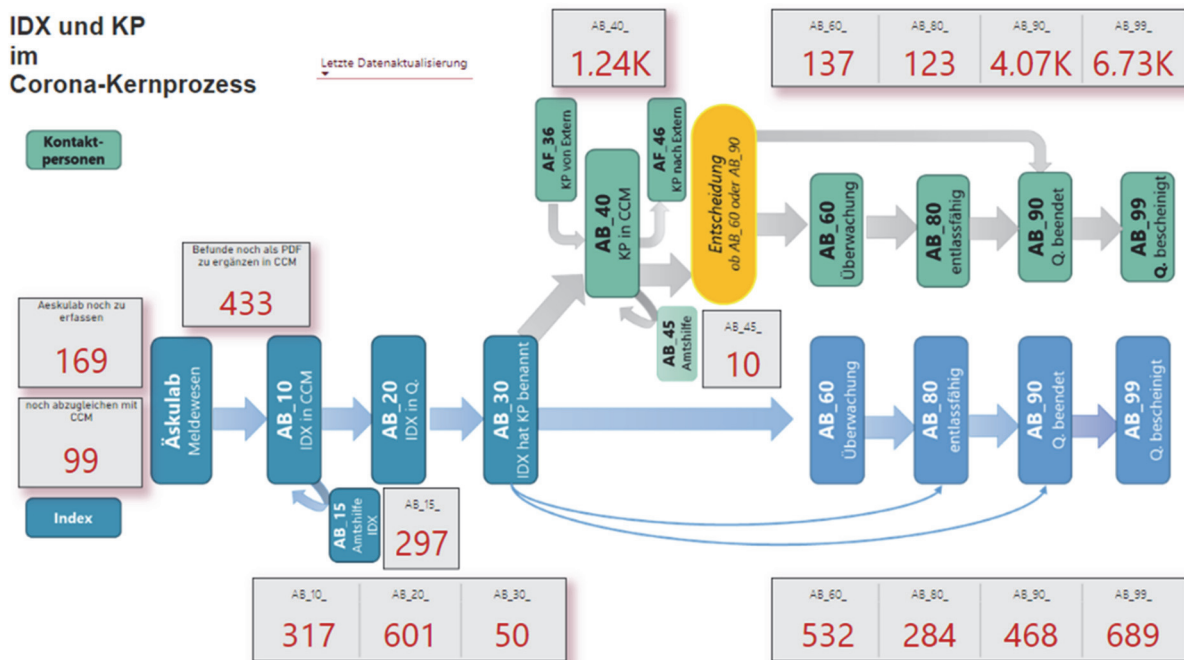 IDX und KP
im
Corona-Kernprozess
Letzte Datenaktualisierung
AB_40_
1.24K
AB_60_ AB_80_ AB_90_ AB_99_
137 123 4.07K 6.73K
Kontakt-
personen
AF_36
KP von Extern
AB_40
KP in CCM
AF_46
KP nach Extern
Entscheidung
ob AB_60 oder AB_90
AB_60
Überwachung
AB_80
entlassfähig
AB_90
Q. beendet
AB_99
Q. bescheinigt
Befunde noch als PDF
zu ergänzen in CCM
433
Aeskulab noch zu
erfassen
169
noch abzugleichen mit
CCM
99
Index
Äskulab
Meldewesen
AB_10
IDX in CCM
AB_20
IDX in Q.
AB_30
IDX hat KP benannt
AB_45
Amtshilfe
AB_45_
10
AB_60
Überwachung
AB_80
entlassfähig
AB_90
Q. beendet
AB_99
Q. bescheinigt
AB_15
Amtshilfe
IDX
AB_15_
297
AB_10_ AB_20_ AB_30_
317 601 50
AB_60_ AB_80_ AB_90_ AB_99_
532 284 468 689